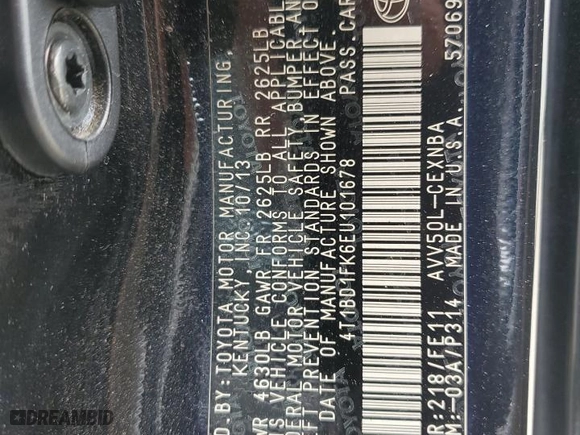 D BY:TOYOTA MOTOR MANUFACTURING,
KENTUCKY, INC. 10/13
WR 4630LB GAWR FR 2625LB RR 2625LB
IS VEHICLE CONFORMS TO ALL APPLICABL
DERAL MOTOR VEHICLE SAFETY BUMPER AN
EFT PREVENTION STANDARDS IN EFFECT O
DATE OF MANUFACTURE SHOWN ABOVE.
4T1BD1FK6EU101678 PASS. CAR
R:218/FE11 AVV50L-CEXNBA
M:-03A/P314 MADE IN U.S.A. 57069
TOYOTA
© DREAMBID